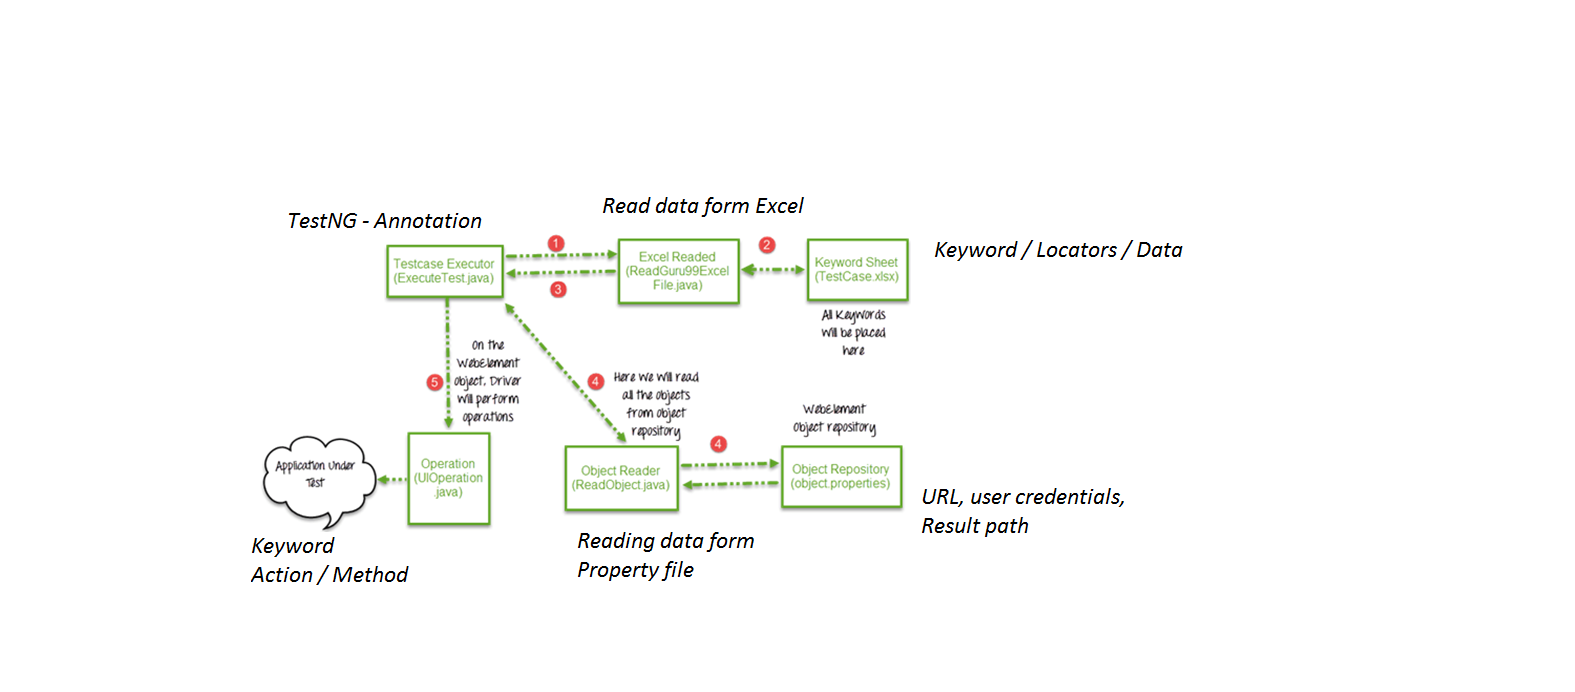 TestNG - Annotation
Read data form Excel
Keyword / Locators / Data
Testcase Executor
(ExecuteTest.java)
1
3
Excel Readed
(ReadGuru99Excel
File.java)
2
Keyword Sheet
(TestCase.xlsx)
All Keywords
Will be placed
here
On the
WebElement
object, Driver
Will perform
operations
5
4
Here We Will read
all the objects
from object
repository
4
WebElement
Object repository
Application Under
Test
Operation
(UIOperation
.java)
Object Reader
(ReadObject.java)
Object Repository
(object.properties)
URL, user credentials,
Result path
Keyword
Action / Method
Reading data form
Property file